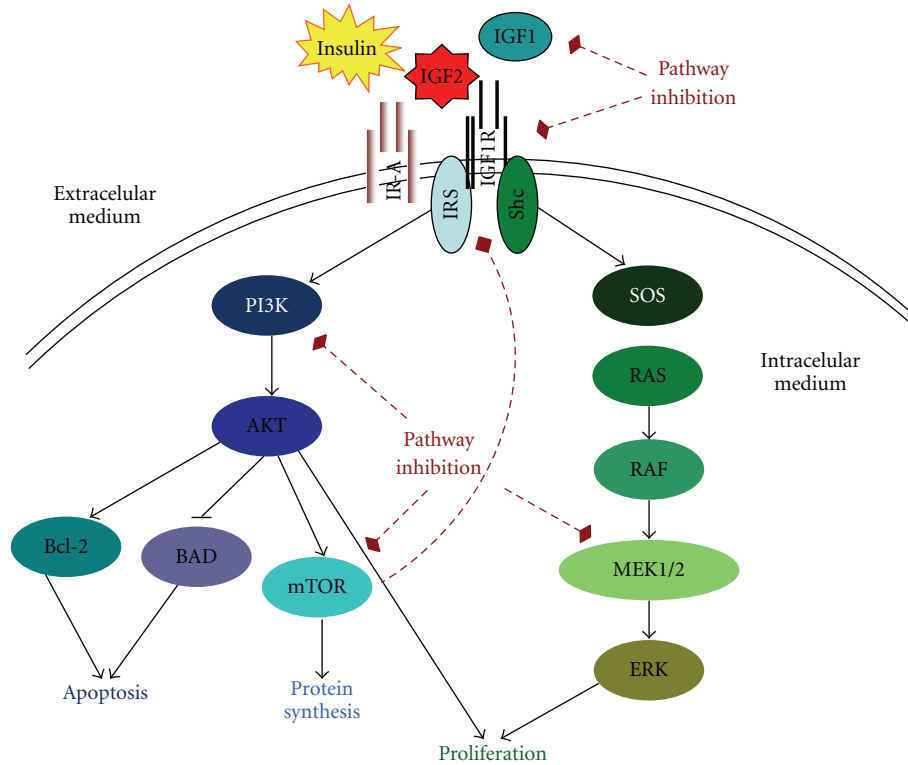 Insulin
IGF2
IGF1
Pathway
inhibition
IR-A
IGF1R
IRS
Shc
Extracelular
medium
PI3K
SOS
Intracelular
medium
RAS
AKT
Pathway
inhibition
RAF
Bcl-2
BAD
mTOR
MEK1/2
ERK
Apoptosis
Protein
synthesis
Proliferation